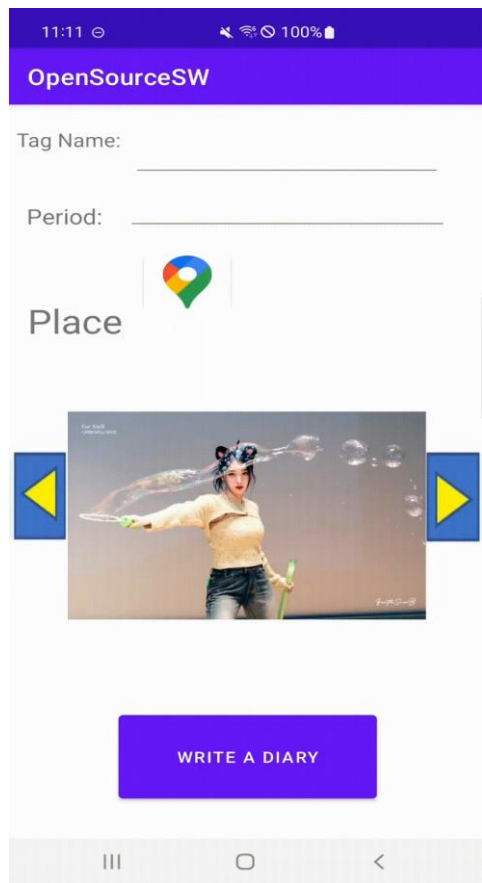 11:11 100%
OpenSourceSW
Tag Name:
Period:
Place
WRITE A DIARY